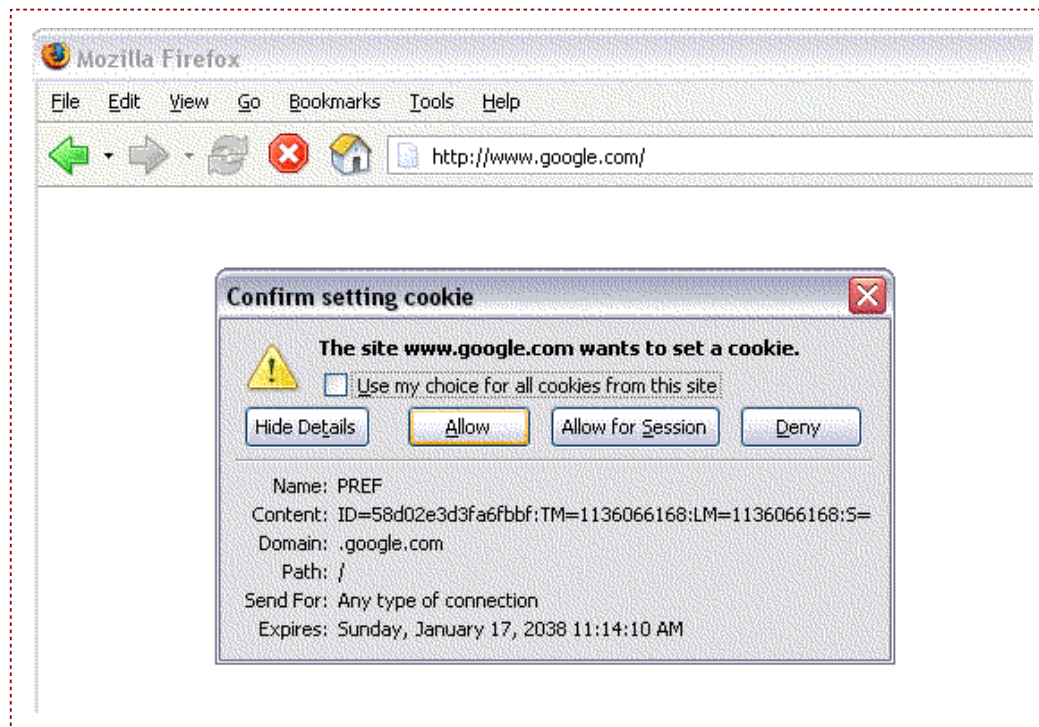 Mozilla Firefox
File Edit View Go Bookmarks Tools Help
http://www.google.com/
Confirm setting cookie
The site www.google.com wants to set a cookie.
Use my choice for all cookies from this site
Hide Details Allow Allow for Session Deny
Name: PREF
Content: ID=58d02e3d3fa6fbbf:TM=1136066168:LM=1136066168:S=
Domain: .google.com
Path: /
Send For: Any type of connection
Expires: Sunday, January 17, 2038 11:14:10 AM